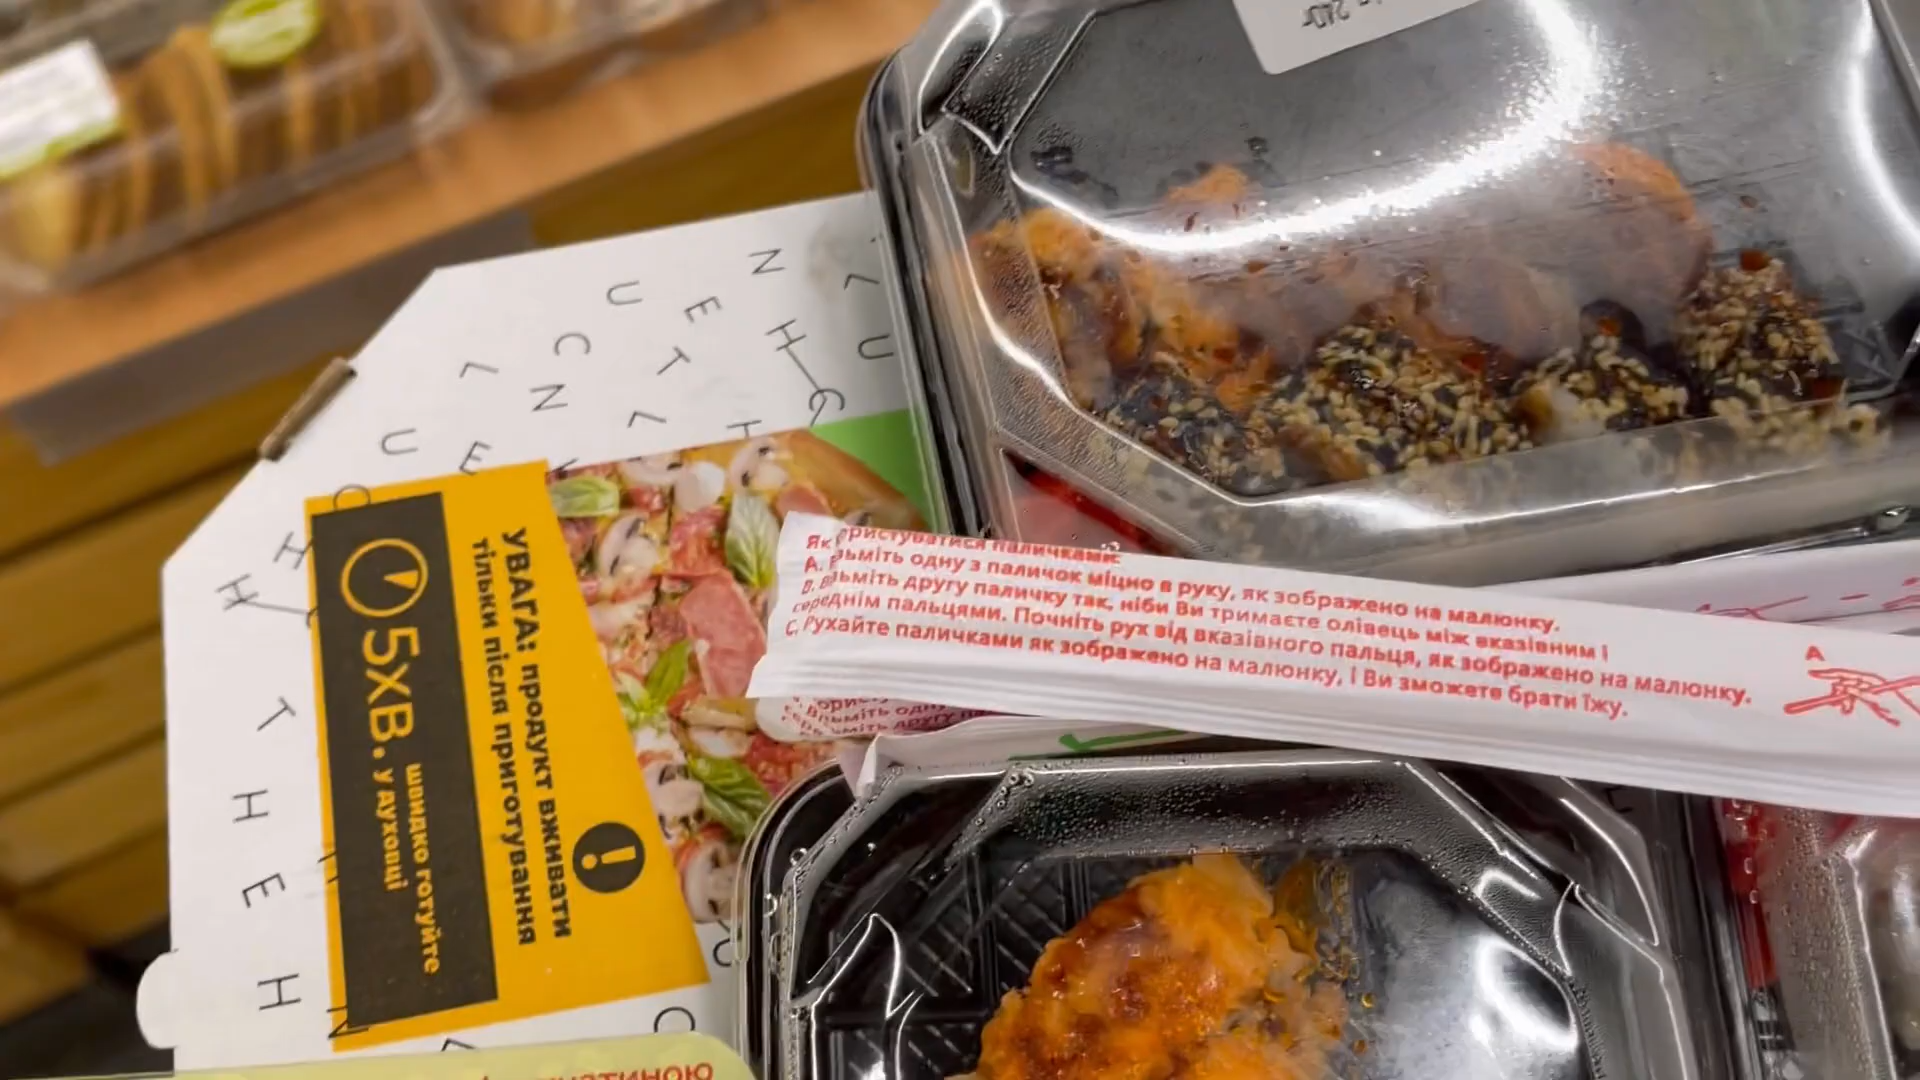 240г
УВАГА: продукт вживати
тільки після приготування
!
5ХВ.
швидко готуйте
у духовці
Як користуватися паличками:
А. Візьміть одну з паличок міцно в руку, як зображено на малюнку.
В. Візьміть другу паличку так, ніби Ви тримаєте олівець між вказівним і
середнім пальцями. Почніть рух від вказівного пальця, як зображено на малюнку.
С. Рухайте паличками як зображено на малюнку, і Ви зможете брати їжу.
А